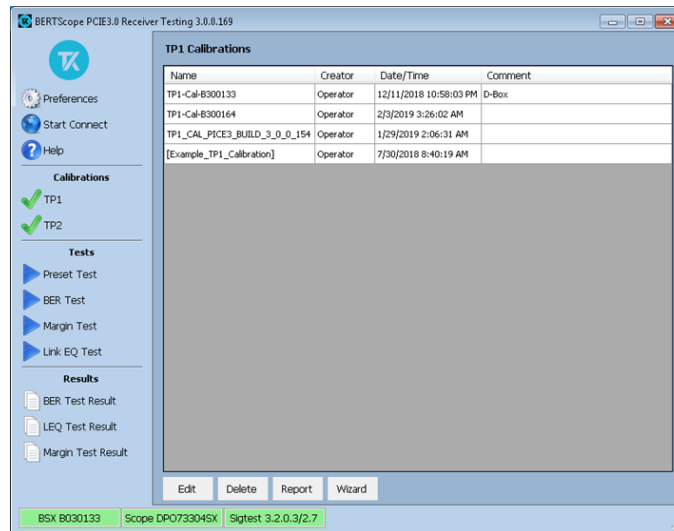 BERTScope PCIE3.0 Receiver Testing 3.0.0.169
TK
Preferences
Start Connect
Help
Calibrations
TP1
TP2
Tests
Preset Test
BER Test
Margin Test
Link EQ Test
Results
BER Test Result
LEQ Test Result
Margin Test Result
TP1 Calibrations
Name Creator Date/Time Comment
TP1-Cal-B300133 Operator 12/11/2018 10:58:03 PM D-Box
TP1-Cal-B300164 Operator 2/3/2019 3:26:02 AM
TP1_CAL_PICE3_BUILD_3_0_0_154 Operator 1/29/2019 2:06:31 AM
[Example_TP1_Calibration] Operator 7/30/2018 8:40:19 AM
Edit Delete Report Wizard
BSX B030133 Scope DPO73304SX Sigtest 3.2.0.3/2.7